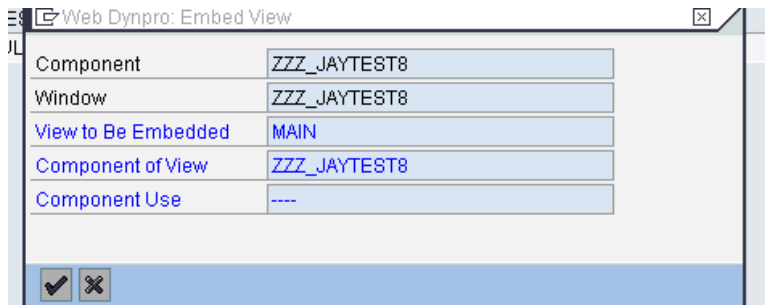 Web Dynpro: Embed View
Component ZZZ_JAYTEST8
Window ZZZ_JAYTEST8
View to Be Embedded MAIN
Component of View ZZZ_JAYTEST8
Component Use ----